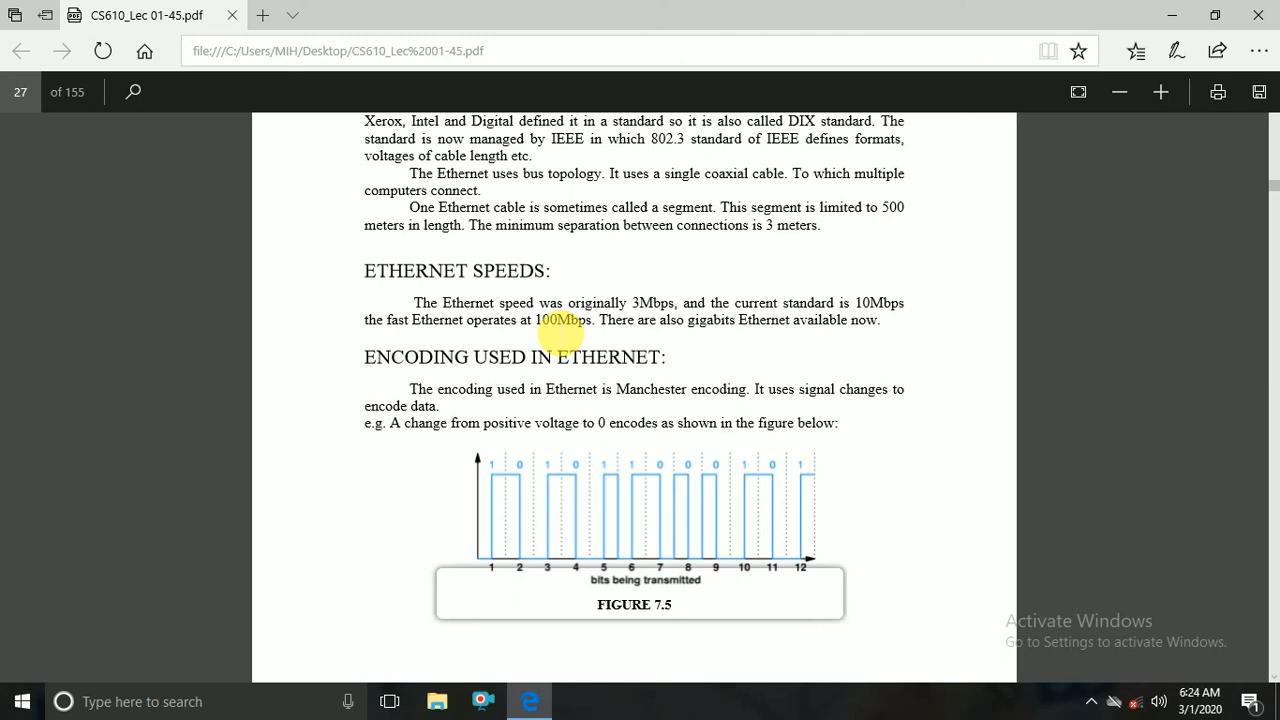 CS610_Lec 01-45.pdf
file:///C:/Users/MIH/Desktop/CS610_Lec%2001-45.pdf
27 of 155
Xerox, Intel and Digital defined it in a standard so it is also called DIX standard. The
standard is now managed by IEEE in which 802.3 standard of IEEE defines formats,
voltages of cable length etc.
The Ethernet uses bus topology. It uses a single coaxial cable. To which multiple
computers connect.
One Ethernet cable is sometimes called a segment. This segment is limited to 500
meters in length. The minimum separation between connections is 3 meters.
ETHERNET SPEEDS:
The Ethernet speed was originally 3Mbps, and the current standard is 10Mbps
the fast Ethernet operates at 100Mbps. There are also gigabits Ethernet available now.
ENCODING USED IN ETHERNET:
The encoding used in Ethernet is Manchester encoding. It uses signal changes to
encode data.
e.g. A change from positive voltage to 0 encodes as shown in the figure below:
1 0 1 0 1 1 0 0 0 1 0 1
1 2 3 4 5 6 7 8 9 10 11 12
bits being transmitted
FIGURE 7.5
Activate Windows
Go to Settings to activate Windows.
Type here to search
6:24 AM
3/1/2020
1